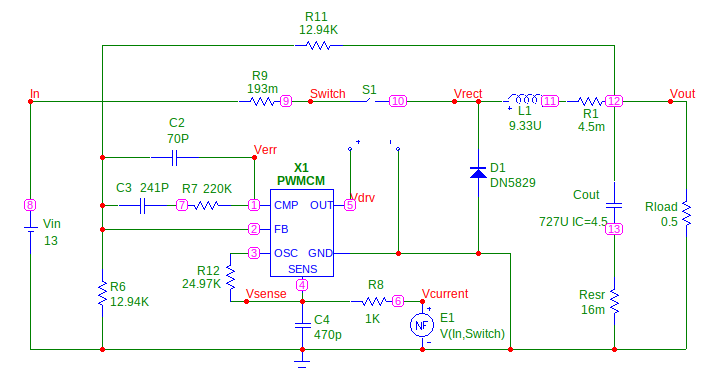 R11
12.94K
In
R9
193m
9
Switch
S1
10
Vrect
L1
9.33U
11
R1
4.5m
12
Vout
C2
70P
Verr
+
-
D1
DN5829
X1
PWMCM
C3 241P
7
R7 220K
1
CMP
OUT
5
Vdrv
8
Vin
13
2
FB
3
OSC
GND
SENS
4
Cout
727U IC=4.5
13
Rload
0.5
R12
24.97K
R6
12.94K
Vsense
R8
1K
6
Vcurrent
C4
470p
+
NF
-
E1
V(In,Switch)
Resr
16m